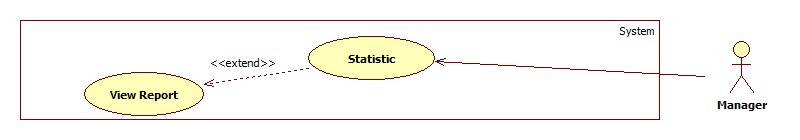 System
<<extend>>
Statistic
View Report
Manager